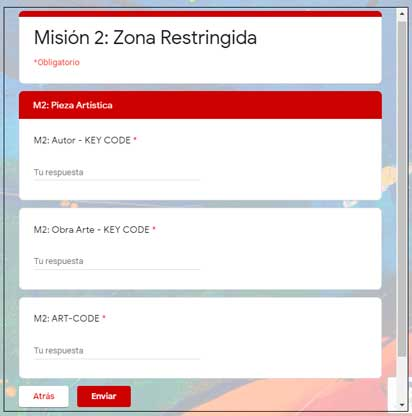 Misión 2: Zona Restringida
*Obligatorio
M2: Pieza Artística
M2: Autor - KEY CODE *
Tu respuesta
M2: Obra Arte - KEY CODE *
Tu respuesta
M2: ART-CODE *
Tu respuesta
Atrás Enviar